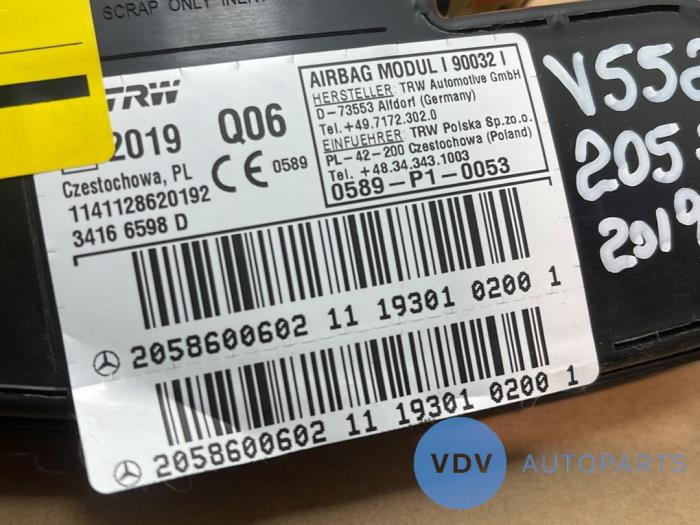 SCRAP ONLY INERT
TRW
2019 Q06
Czestochowa, PL
CE 0589
1141128620192
3416 6598 D
AIRBAG MODUL I 90032 I
HERSTELLER: TRW Automotive GmbH
D-73553 Alfdorf (Germany)
Tel. +49.7172.302.0
EINFUEHRER: TRW Polska Sp.zo.o.
PL-42-200 Czestochowa (Poland)
Tel. +48.34.343.1003
0589-P1-0053
2058600602 11 19301 0200 1
2058600602 11 19301 0200 1
V552
205
2019
VDV AUTOPARTS